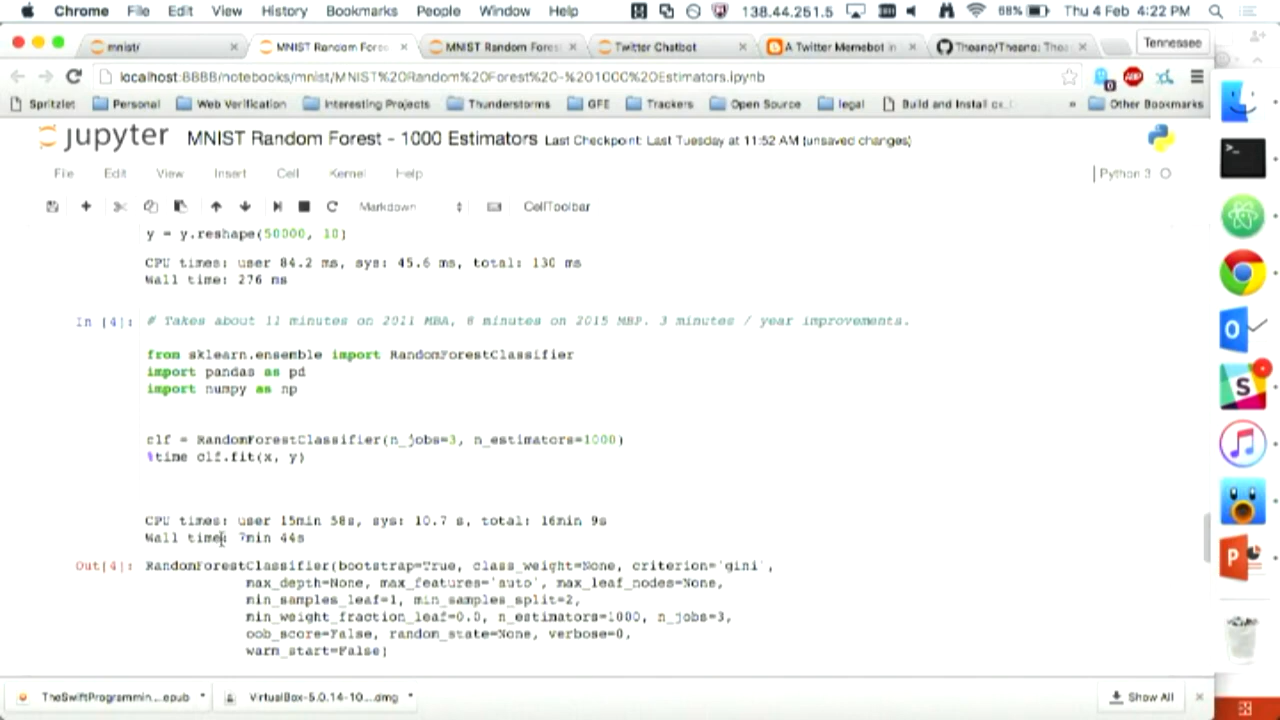 Chrome File Edit View History Bookmarks People Window Help 138.44.251.5 68% Thu 4 Feb 4:22 PM
mnist/ MNIST Random Fores MNIST Random Fores Twitter Chatbot A Twitter Memebot in Theano/Theano: Thea Tennessee
localhost:8888/notebooks/mnist/MNIST%20Random%20Forest%20-%201000%20Estimators.ipynb
Spritzlet Personal Web Verification Interesting Projects Thunderstorms GFE Trackers Open Source legal Build and Install » Other Bookmarks
jupyter MNIST Random Forest - 1000 Estimators Last Checkpoint: Last Tuesday at 11:52 AM (unsaved changes)
File Edit View Insert Cell Kernel Help Python 3
Markdown CellToolbar
y = y.reshape(50000, 10)
CPU times: user 84.2 ms, sys: 45.6 ms, total: 130 ms
Wall time: 276 ms
In [4]: # Takes about 11 minutes on 2011 MBA, 8 minutes on 2015 MBP. 3 minutes / year improvements.
from sklearn.ensemble import RandomForestClassifier
import pandas as pd
import numpy as np
clf = RandomForestClassifier(n_jobs=3, n_estimators=1000)
%time clf.fit(x, y)
CPU times: user 15min 58s, sys: 10.7 s, total: 16min 9s
Wall time: 7min 44s
Out[4]: RandomForestClassifier(bootstrap=True, class_weight=None, criterion='gini',
max_depth=None, max_features='auto', max_leaf_nodes=None,
min_samples_leaf=1, min_samples_split=2,
min_weight_fraction_leaf=0.0, n_estimators=1000, n_jobs=3,
oob_score=False, random_state=None, verbose=0,
warm_start=False)
TheSwiftProgrammin...epub VirtualBox-5.0.14-10...dmg Show All